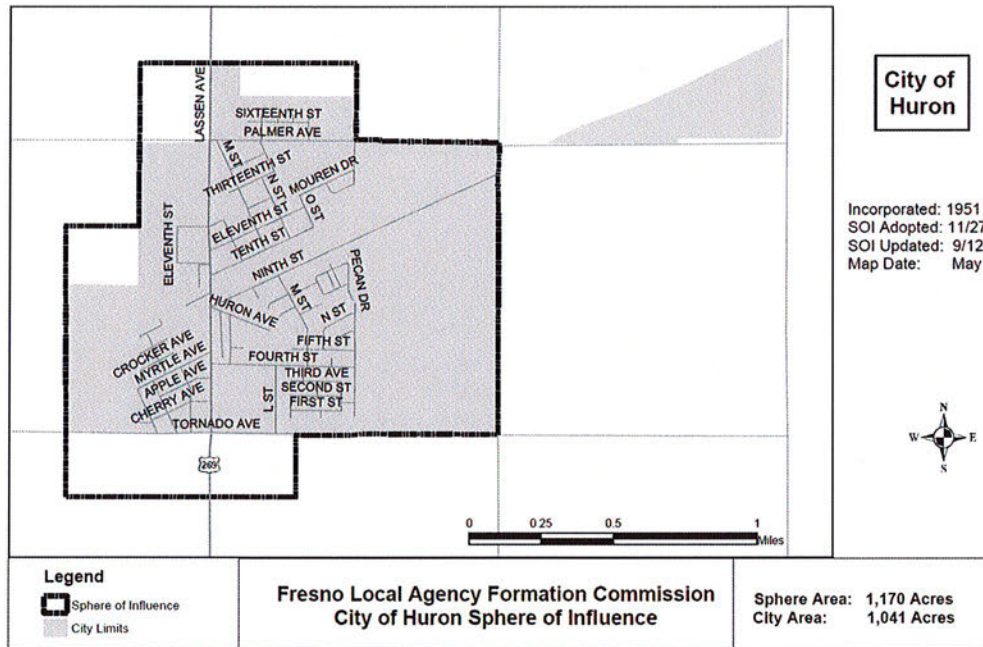 City of
Huron
Incorporated: 1951
SOI Adopted: 11/27
SOI Updated: 9/12
Map Date: May
LASSEN AVE
SIXTEENTH ST
PALMER AVE
M ST
THIRTEENTH ST
N ST
MOUREN DR
O ST
ELEVENTH ST
ELEVENTH ST
TENTH ST
NINTH ST
PECAN DR
HURON AVE
M ST
N ST
FIFTH ST
CROCKER AVE
MYRTLE AVE
FOURTH ST
APPLE AVE
THIRD AVE
CHERRY AVE
L ST
SECOND ST
FIRST ST
TORNADO AVE
269
N
W E
S
0 0.25 0.5 1
Miles
Legend
Sphere of Influence
City Limits
Fresno Local Agency Formation Commission
City of Huron Sphere of Influence
Sphere Area: 1,170 Acres
City Area: 1,041 Acres